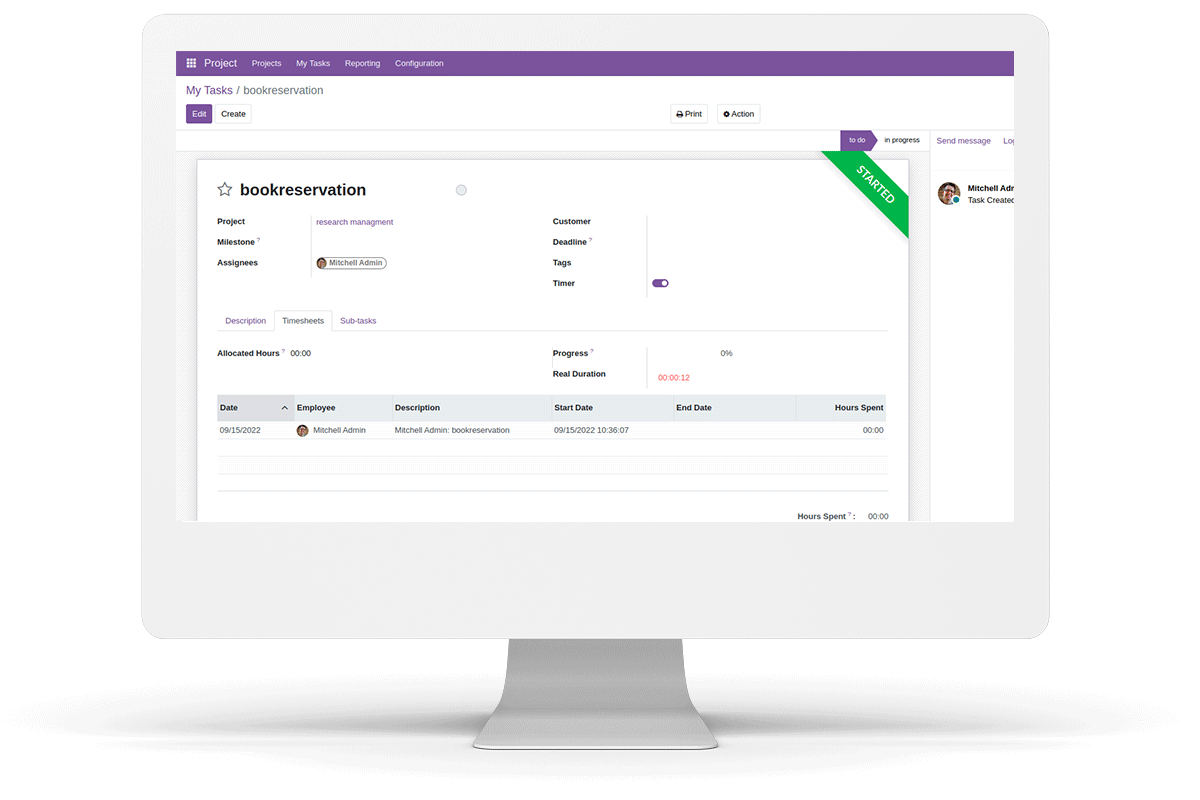 Project Projects My Tasks Reporting Configuration
My Tasks / bookreservation
Edit Create Print Action
to do in progress Send message
STARTED
bookreservation
Mitchell
Task Created
Project research managment Customer
Milestone ? Deadline ?
Assignees Mitchell Admin Tags
Timer
Description Timesheets Sub-tasks
Allocated Hours ? 00:00 Progress ? 0%
Real Duration 00:00:12
Date Employee Description Start Date End Date Hours Spent
09/15/2022 Mitchell Admin Mitchell Admin: bookreservation 09/15/2022 10:36:07 00:00
Hours Spent ? : 00:00